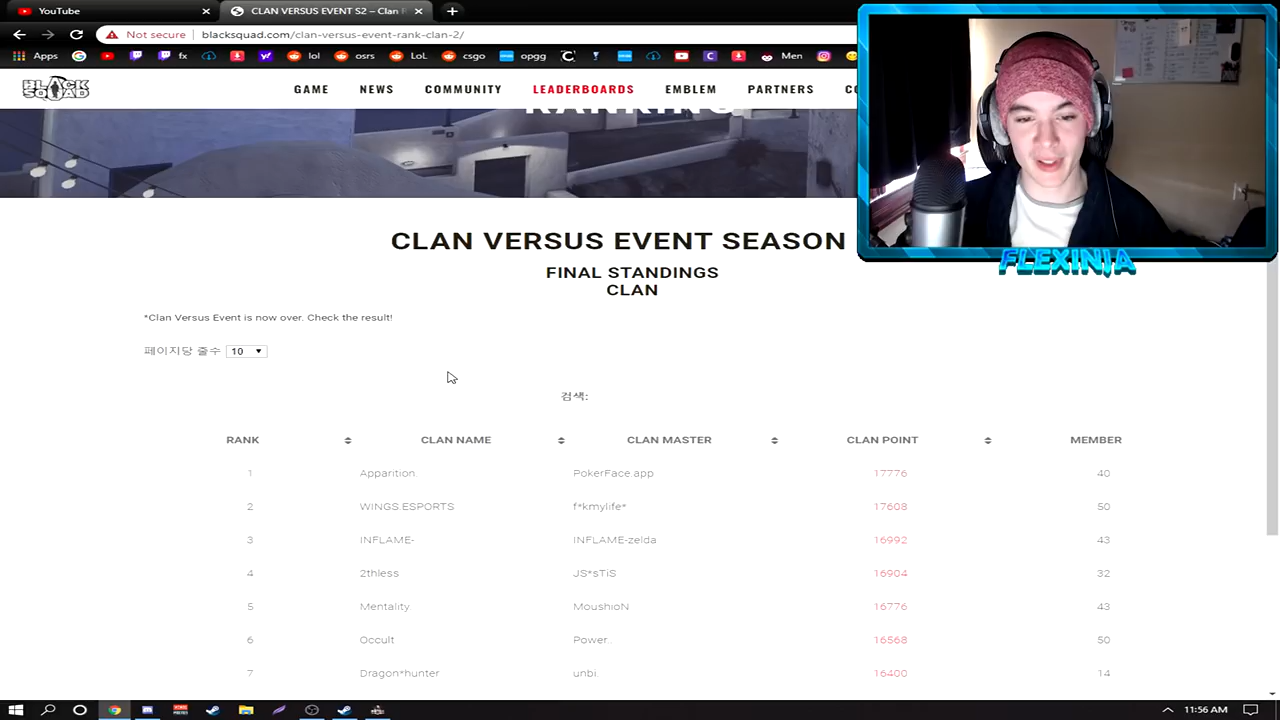 YouTube
CLAN VERSUS EVENT S2 – Clan R
Not secure
blacksquad.com/clan-versus-event-rank-clan-2/
Apps fx lol osrs LoL csgo opgg Men
BLACK SQUAD
GAME NEWS COMMUNITY LEADERBOARDS EMBLEM PARTNERS CO
RANKING
FLEXINJA
CLAN VERSUS EVENT SEASON
FINAL STANDINGS
CLAN
*Clan Versus Event is now over. Check the result!
페이지당 줄수 10
검색:
RANK CLAN NAME CLAN MASTER CLAN POINT MEMBER
1 Apparition. PokerFace.app. 17776 40
2 WINGS.ESPORTS f*kmylife* 17608 50
3 INFLAME- INFLAME-zelda 16992 43
4 2thless JS*sTiS 16904 32
5 Mentality MoushioN 16776 43
6 Occult Power.. 16568 50
7 Dragon*hunter unbi. 16400 14
11:56 AM